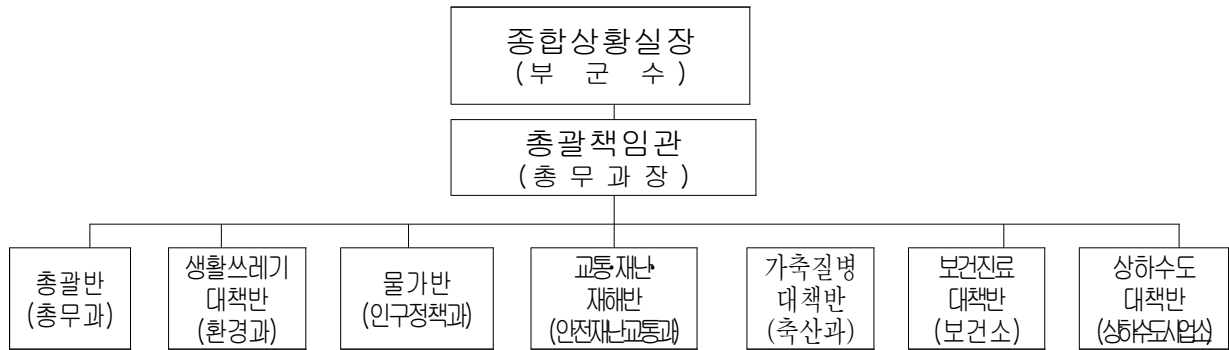 종합상황실장
(부 군 수)
총괄책임관
(총 무 과 장)
총괄반
(총무과)
생활쓰레기
대책반
(환경과)
물가반
(인구정책과)
교통·재난·
재해반
(안전재난교통과)
가축질병
대책반
(축산과)
보건진료
대책반
(보건소)
상하수도
대책반
(상하수도사업소)